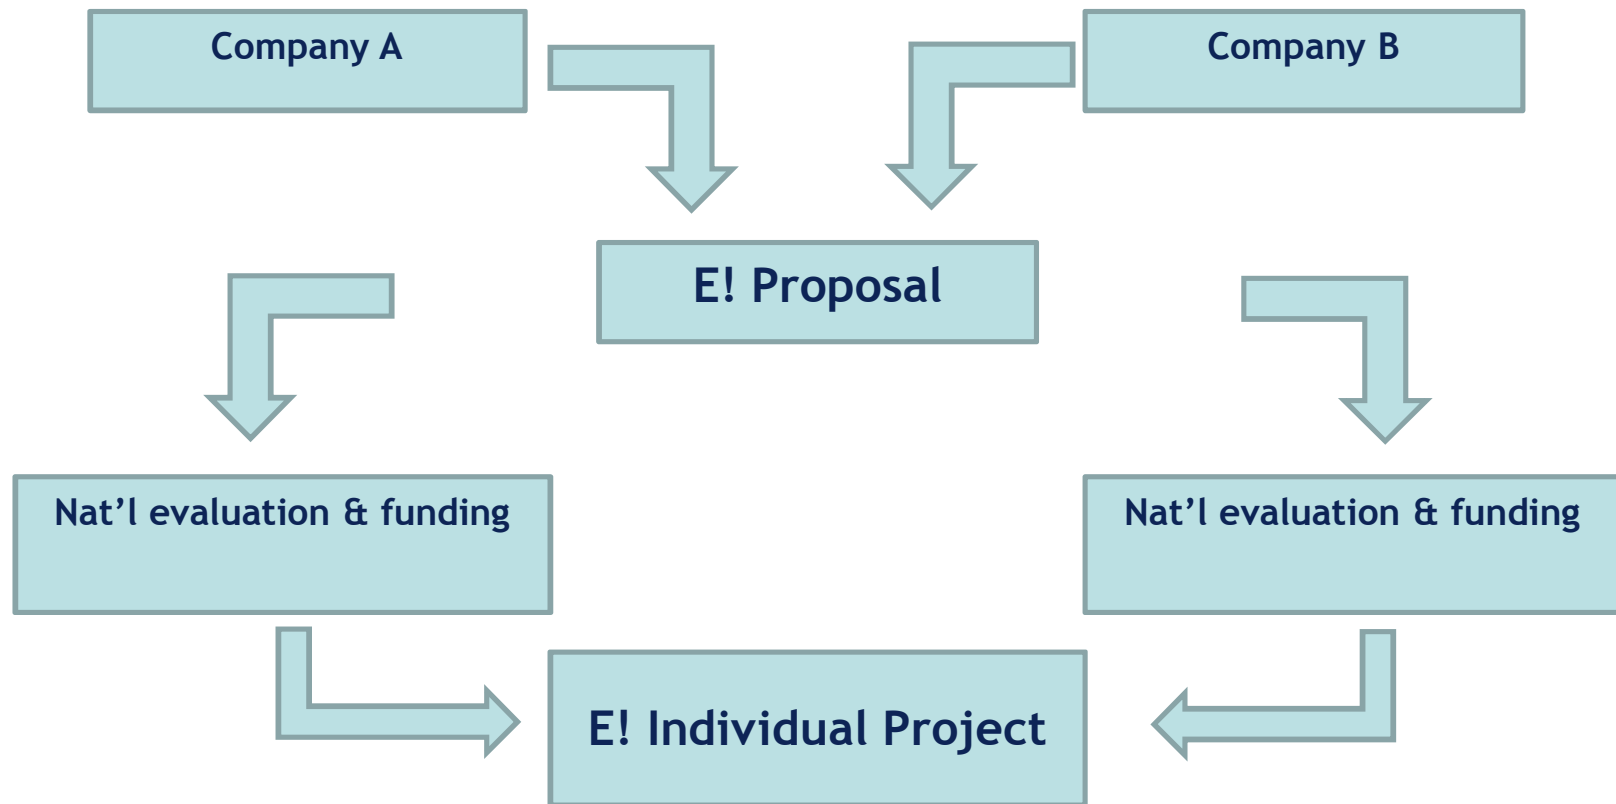 Company A
Company B
E! Proposal
Nat’l evaluation & funding
Nat’l evaluation & funding
E! Individual Project